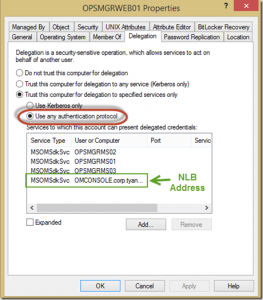 OPSMGRWEB01 Properties
Managed By Object Security UNIX Attributes Attribute Editor BitLocker Recovery
General Operating System Member Of Delegation Password Replication Location
Delegation is a security-sensitive operation, which allows services to act on
behalf of another user.
Do not trust this computer for delegation
Trust this computer for delegation to any service (Kerberos only)
Trust this computer for delegation to specified services only
Use Kerberos only
Use any authentication protocol
Services to which this account can present delegated credentials:
Service Type User or Computer Port Servic
MSOMSdkSvc OPSMGRMS02
MSOMSdkSvc OPSMGRMS01
MSOMSdkSvc OPSMGRMS03
MSOMSdkSvc OMCONSOLE.corp.tyan...
NLB
Address
Expanded
Add...
Remove
OK
Cancel
Apply
Help